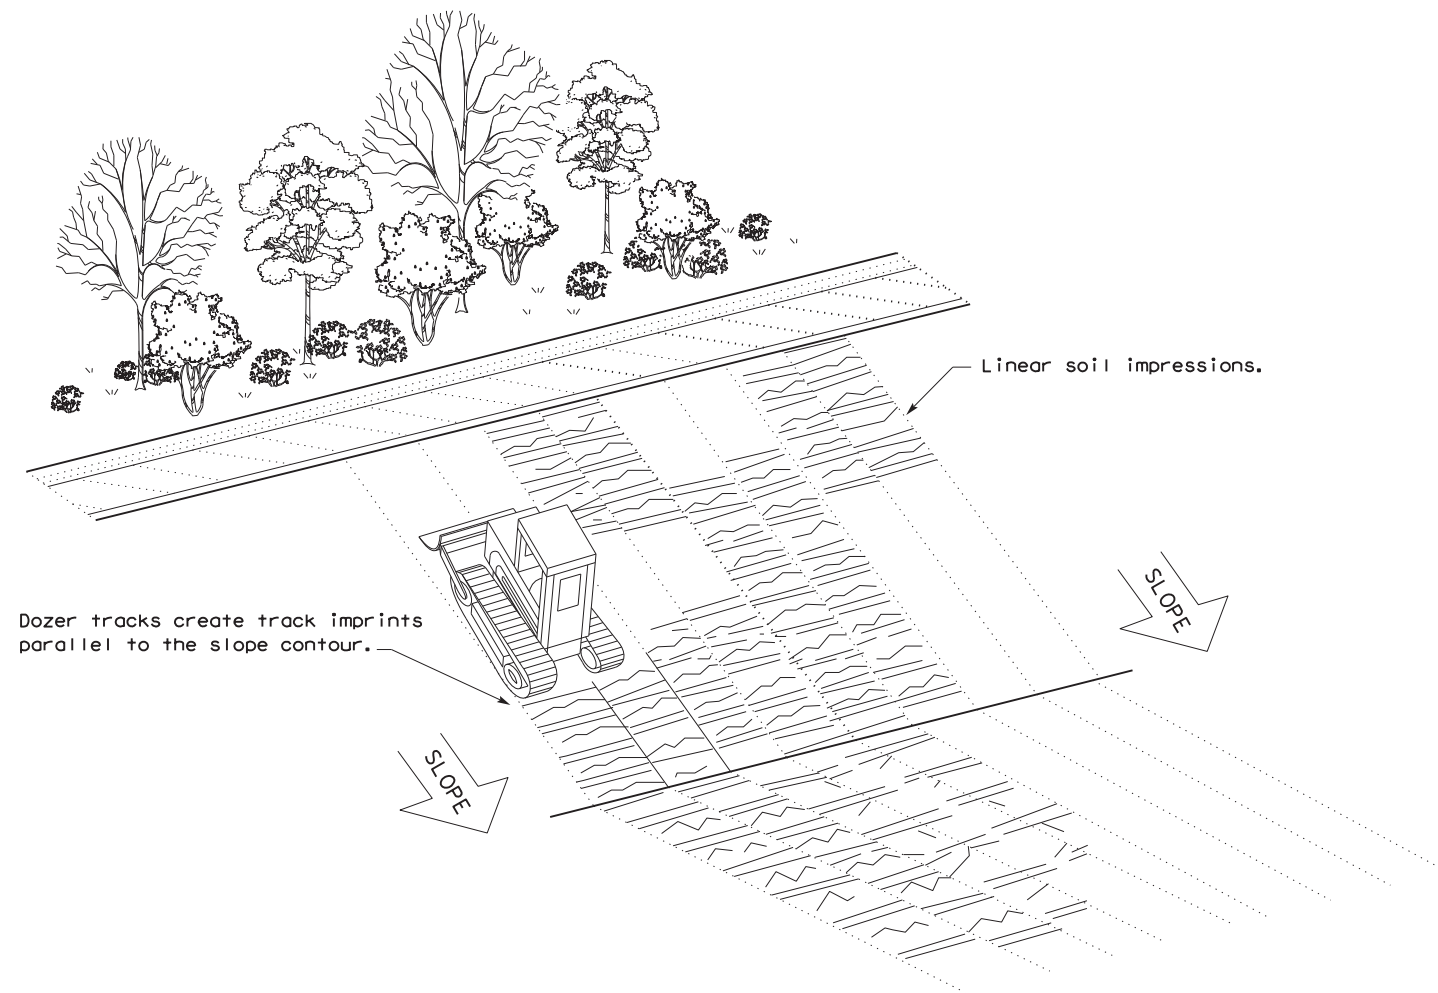 Linear soil impressions.
SLOPE
Dozer tracks create track imprints
parallel to the slope contour.
SLOPE